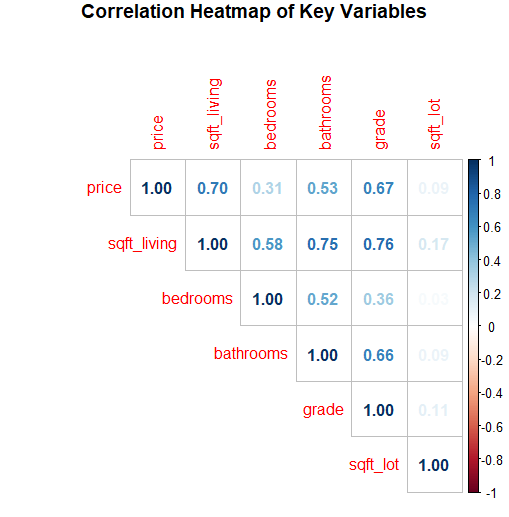 Correlation Heatmap of Key Variables
price sqft_living bedrooms bathrooms grade sqft_lot
price 1.00 0.70 0.31 0.53 0.67 0.09
sqft_living 1.00 0.58 0.75 0.76 0.17
bedrooms 1.00 0.52 0.36 0.03
bathrooms 1.00 0.66 0.09
grade 1.00 0.11
sqft_lot 1.00
1
0.8
0.6
0.4
0.2
0
-0.2
-0.4
-0.6
-0.8
-1